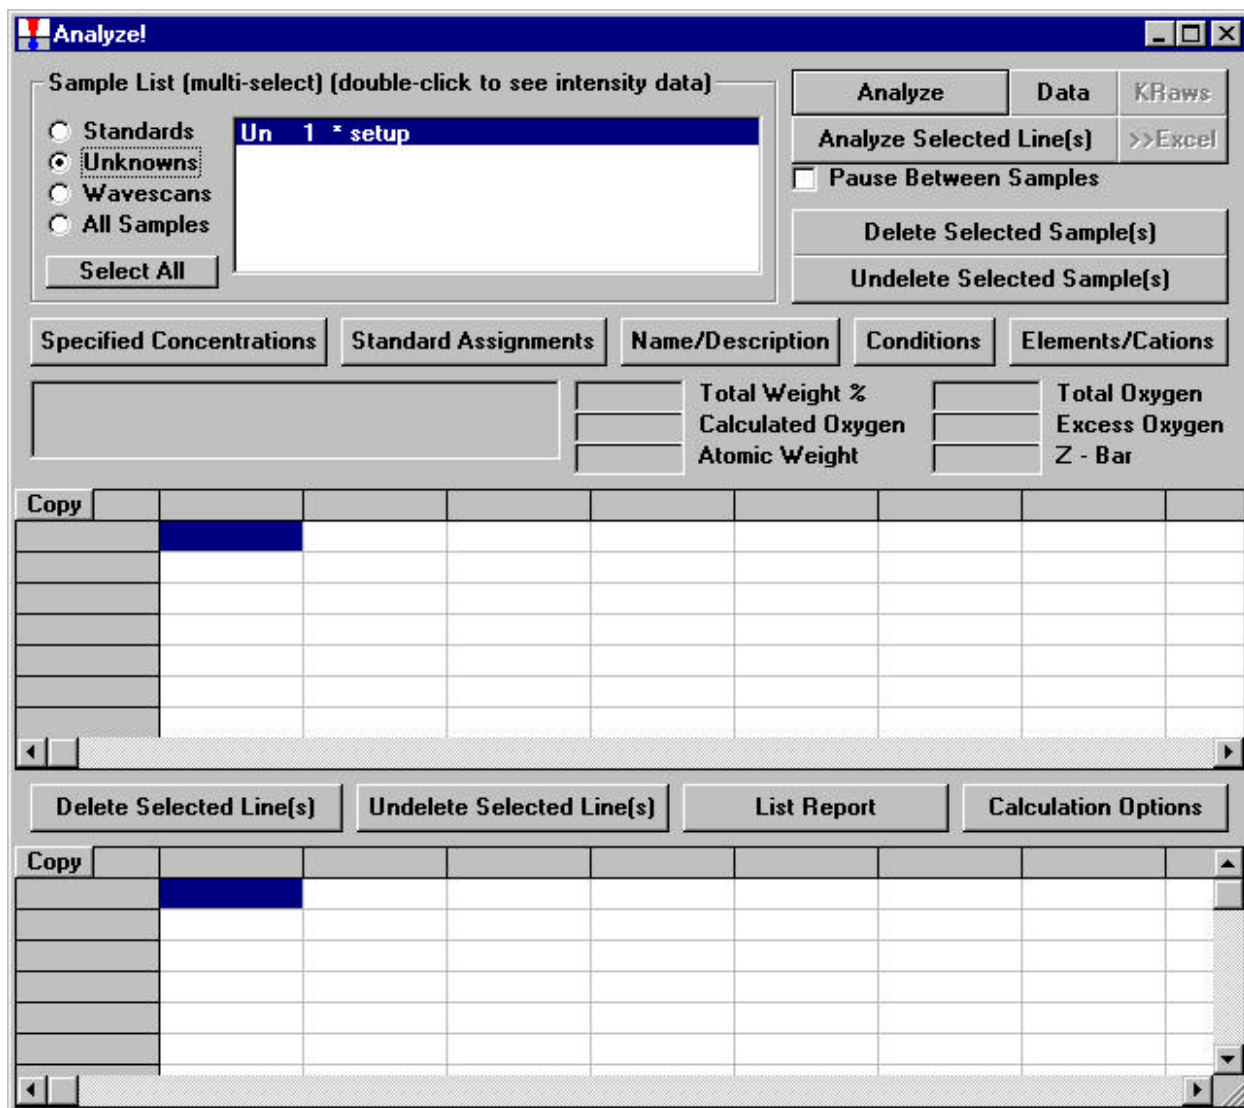 Analyze!
Sample List (multi-select) (double-click to see intensity data)
Standards
Unknowns
Wavescans
All Samples
Select All
Un 1 * setup
Analyze
Data
KRaws
Analyze Selected Line(s)
>>Excel
Pause Between Samples
Delete Selected Sample(s)
Undelete Selected Sample(s)
Specified Concentrations
Standard Assignments
Name/Description
Conditions
Elements/Cations
Total Weight %
Total Oxygen
Calculated Oxygen
Excess Oxygen
Atomic Weight
Z - Bar
Copy
Delete Selected Line(s)
Undelete Selected Line(s)
List Report
Calculation Options
Copy